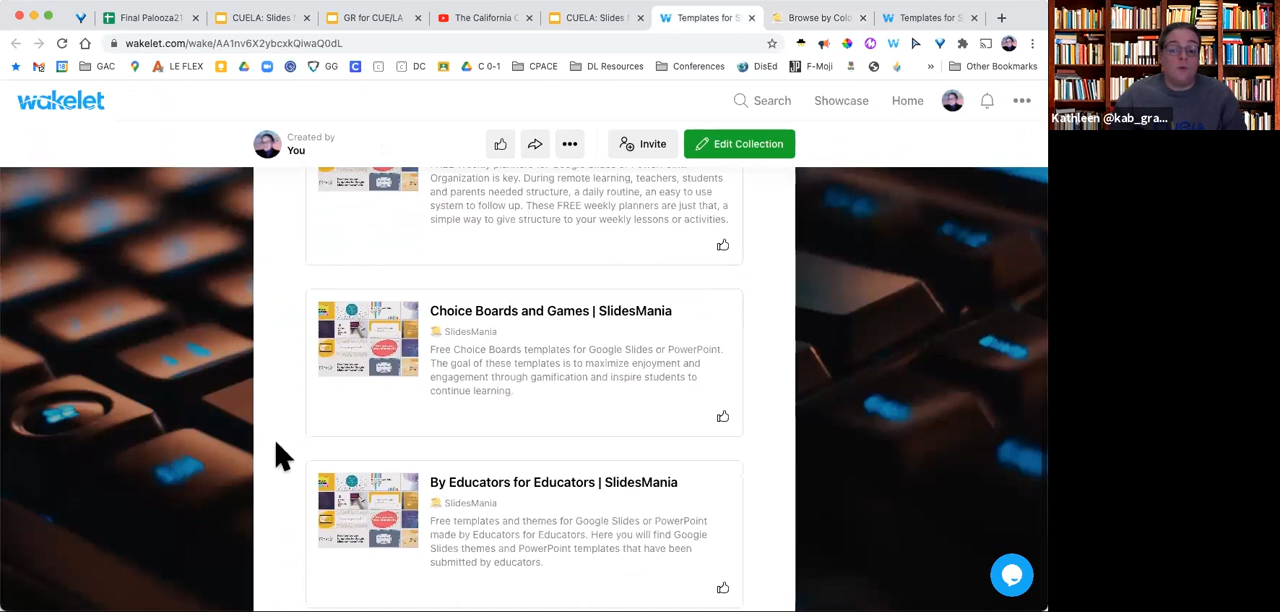 Final Palooza21
CUELA: Slides f
GR for CUE/LA
The California C
CUELA: Slides f
Templates for S
Browse by Colo
Templates for S
wakelet.com/wake/AA1nv6X2ybcxkQiwaQ0dL
GAC
LE FLEX
GG
DC
C 0-1
CPACE
DL Resources
Conferences
DisEd
F-Moji
»
Other Bookmarks
wakelet
Search
Showcase
Home
Kathleen @kab_gra...
Created by
You
Invite
Edit Collection
Organization is key. During remote learning, teachers, students
and parents needed structure, a daily routine, an easy to use
system to follow up. These FREE weekly planners are just that, a
simple way to give structure to your weekly lessons or activities.
Choice Boards and Games | SlidesMania
SlidesMania
Free Choice Boards templates for Google Slides or PowerPoint.
The goal of these templates is to maximize enjoyment and
engagement through gamification and inspire students to
continue learning.
By Educators for Educators | SlidesMania
SlidesMania
Free templates and themes for Google Slides or PowerPoint
made by Educators for Educators. Here you will find Google
Slides themes and PowerPoint templates that have been
submitted by educators.